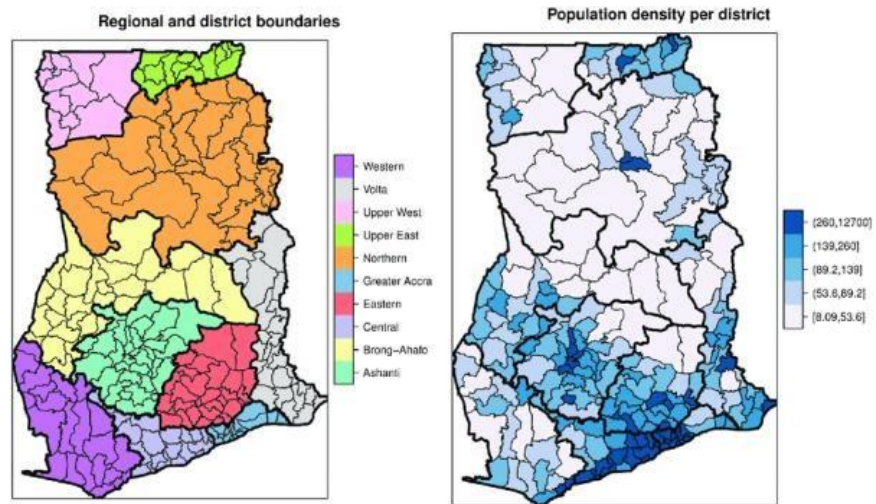 Regional and district boundaries
Western
Volta
Upper West
Upper East
Northern
Greater Accra
Eastern
Central
Brong-Ahafo
Ashanti
Population density per district
(260,12700]
(139,260]
(89.2,139]
(53.6,89.2]
[8.09,53.6]